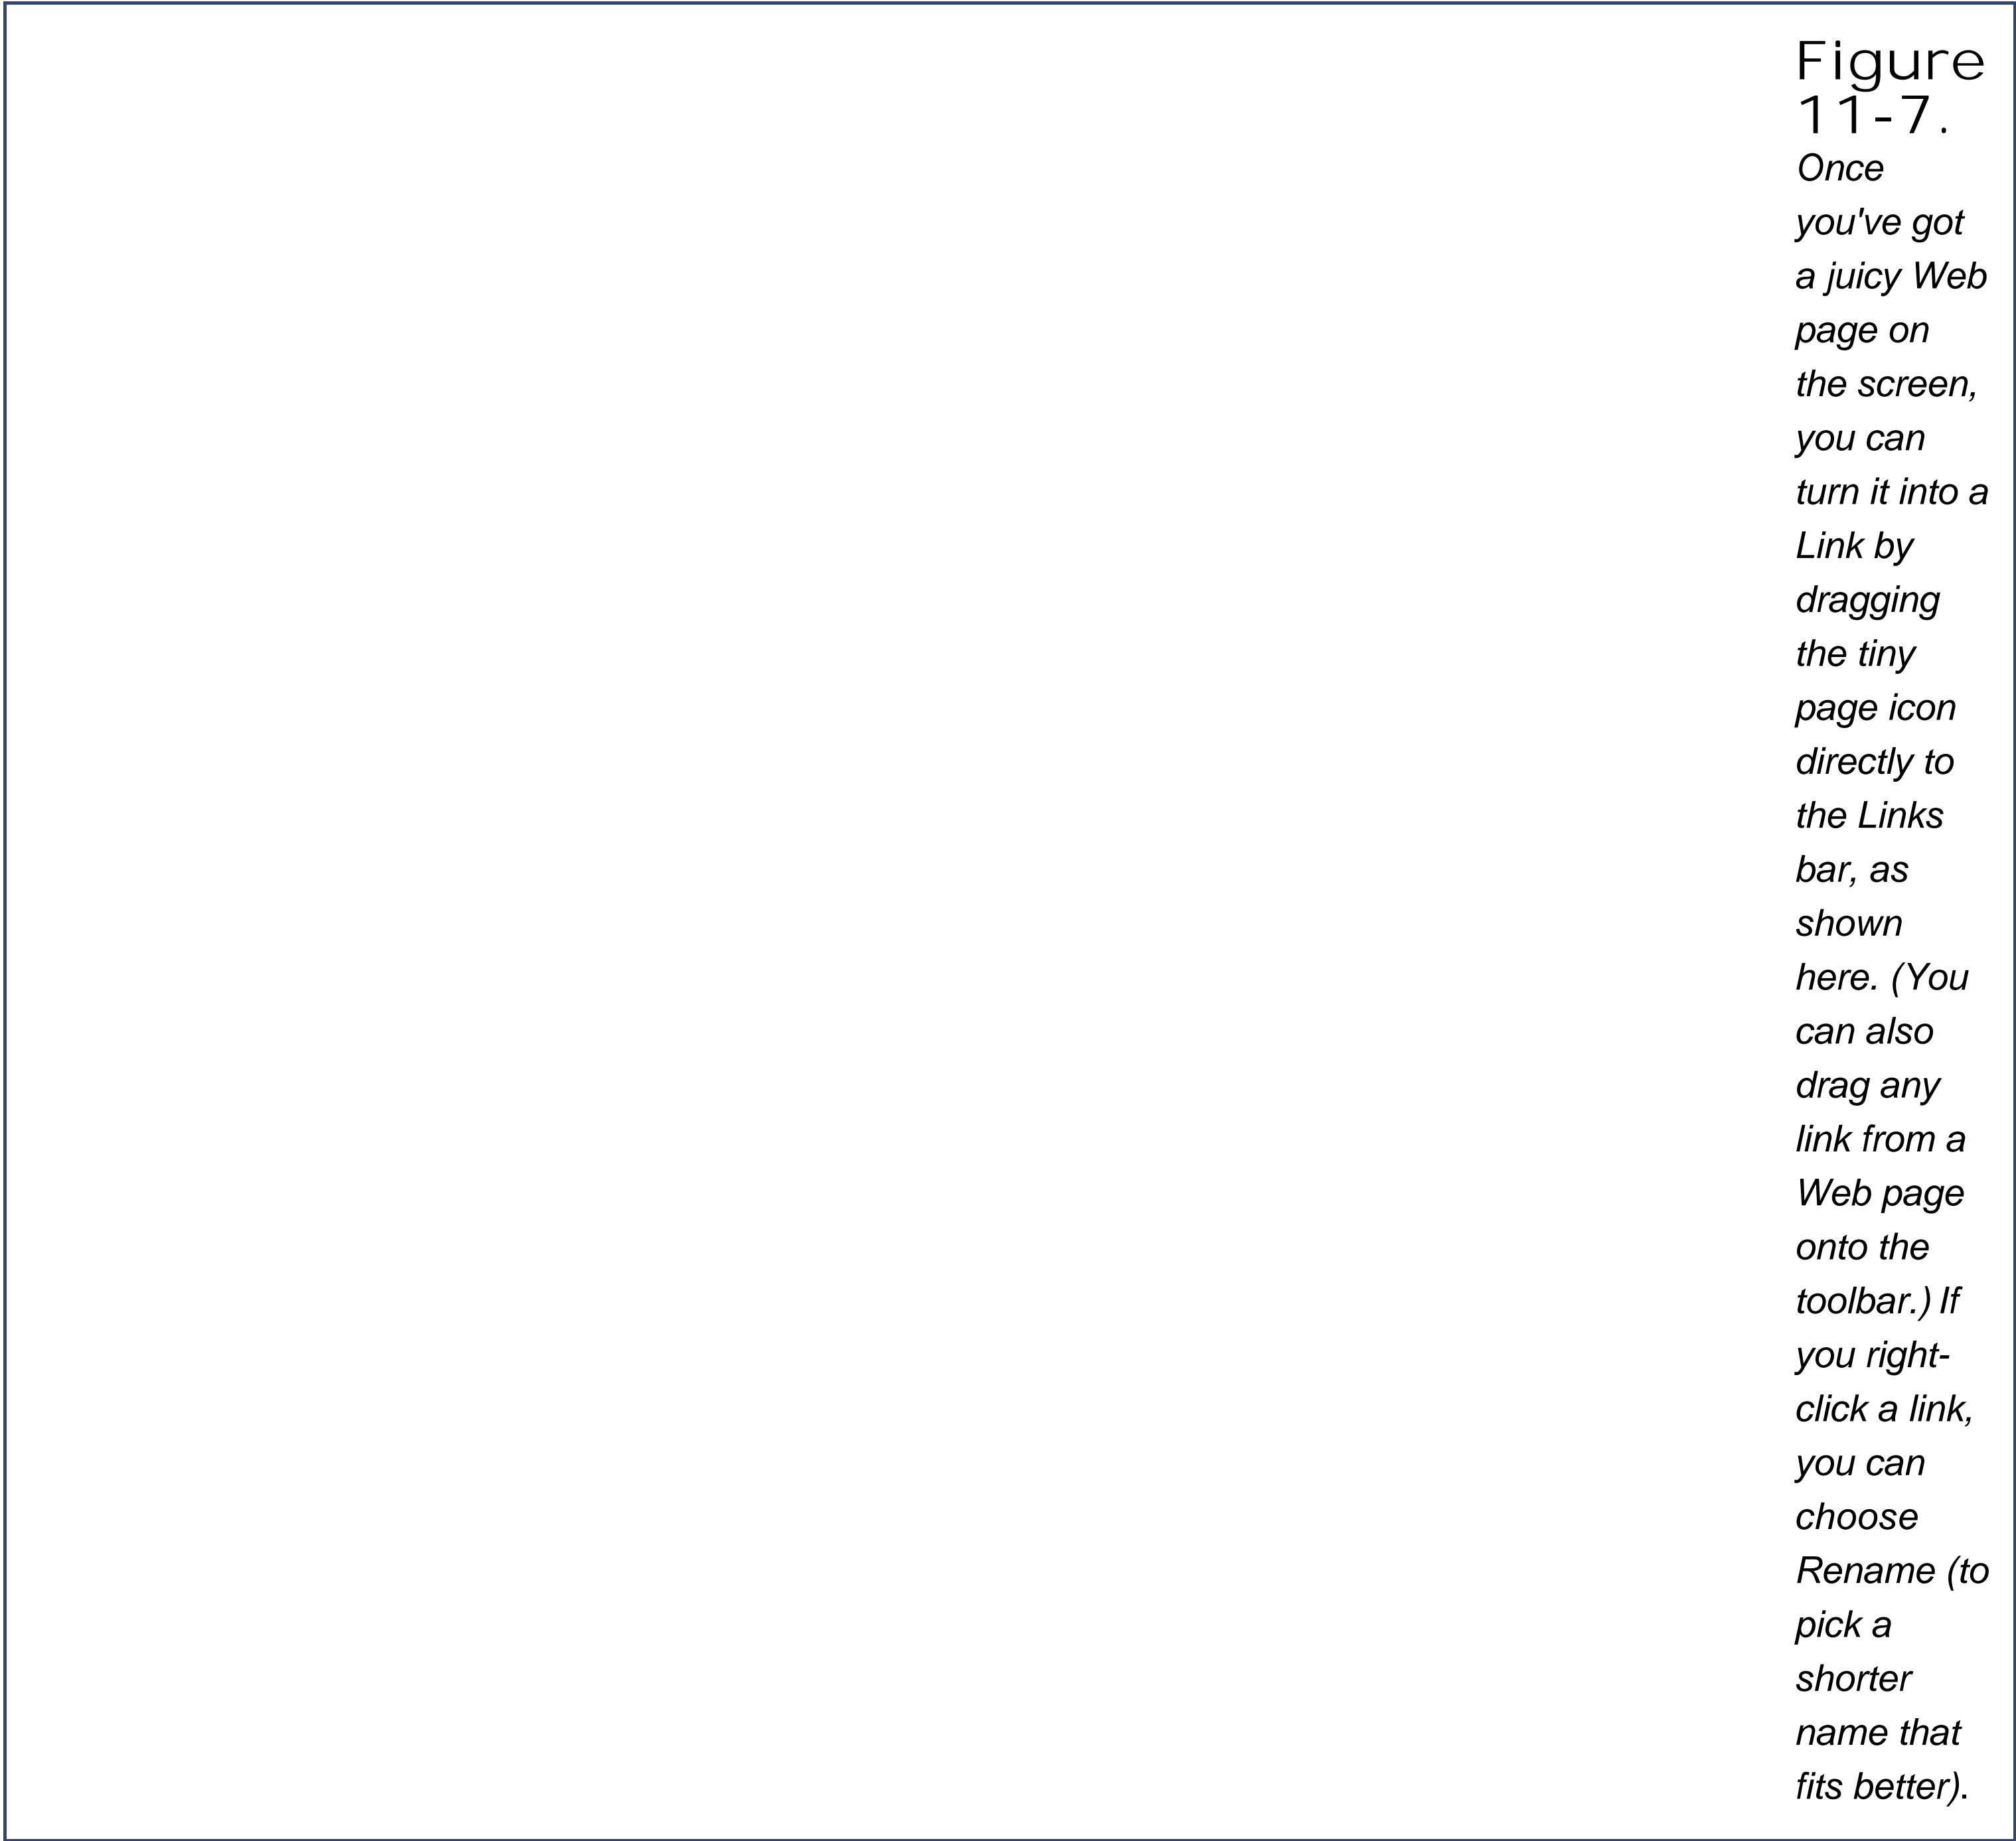 Figure
11-7.
Once
you've got
a juicy Web
page on
the screen,
you can
turn it into a
Link by
dragging
the tiny
page icon
directly to
the Links
bar, as
shown
here. (You
can also
drag any
link from a
Web page
onto the
toolbar.) If
you right-
click a link,
you can
choose
Rename (to
pick a
shorter
name that
fits better).